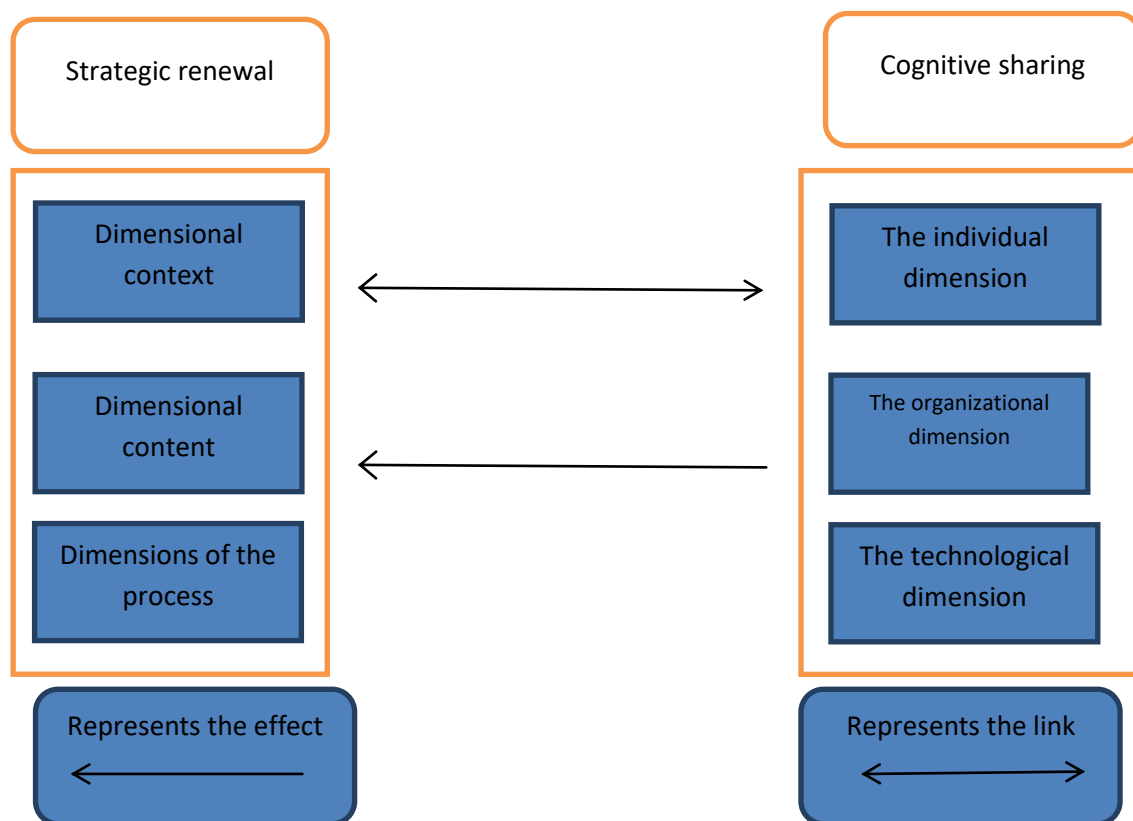 Strategic renewal
Cognitive sharing
Dimensional
context
The individual
dimension
Dimensional
content
The organizational
dimension
Dimensions of the
process
The technological
dimension
Represents the effect
Represents the link